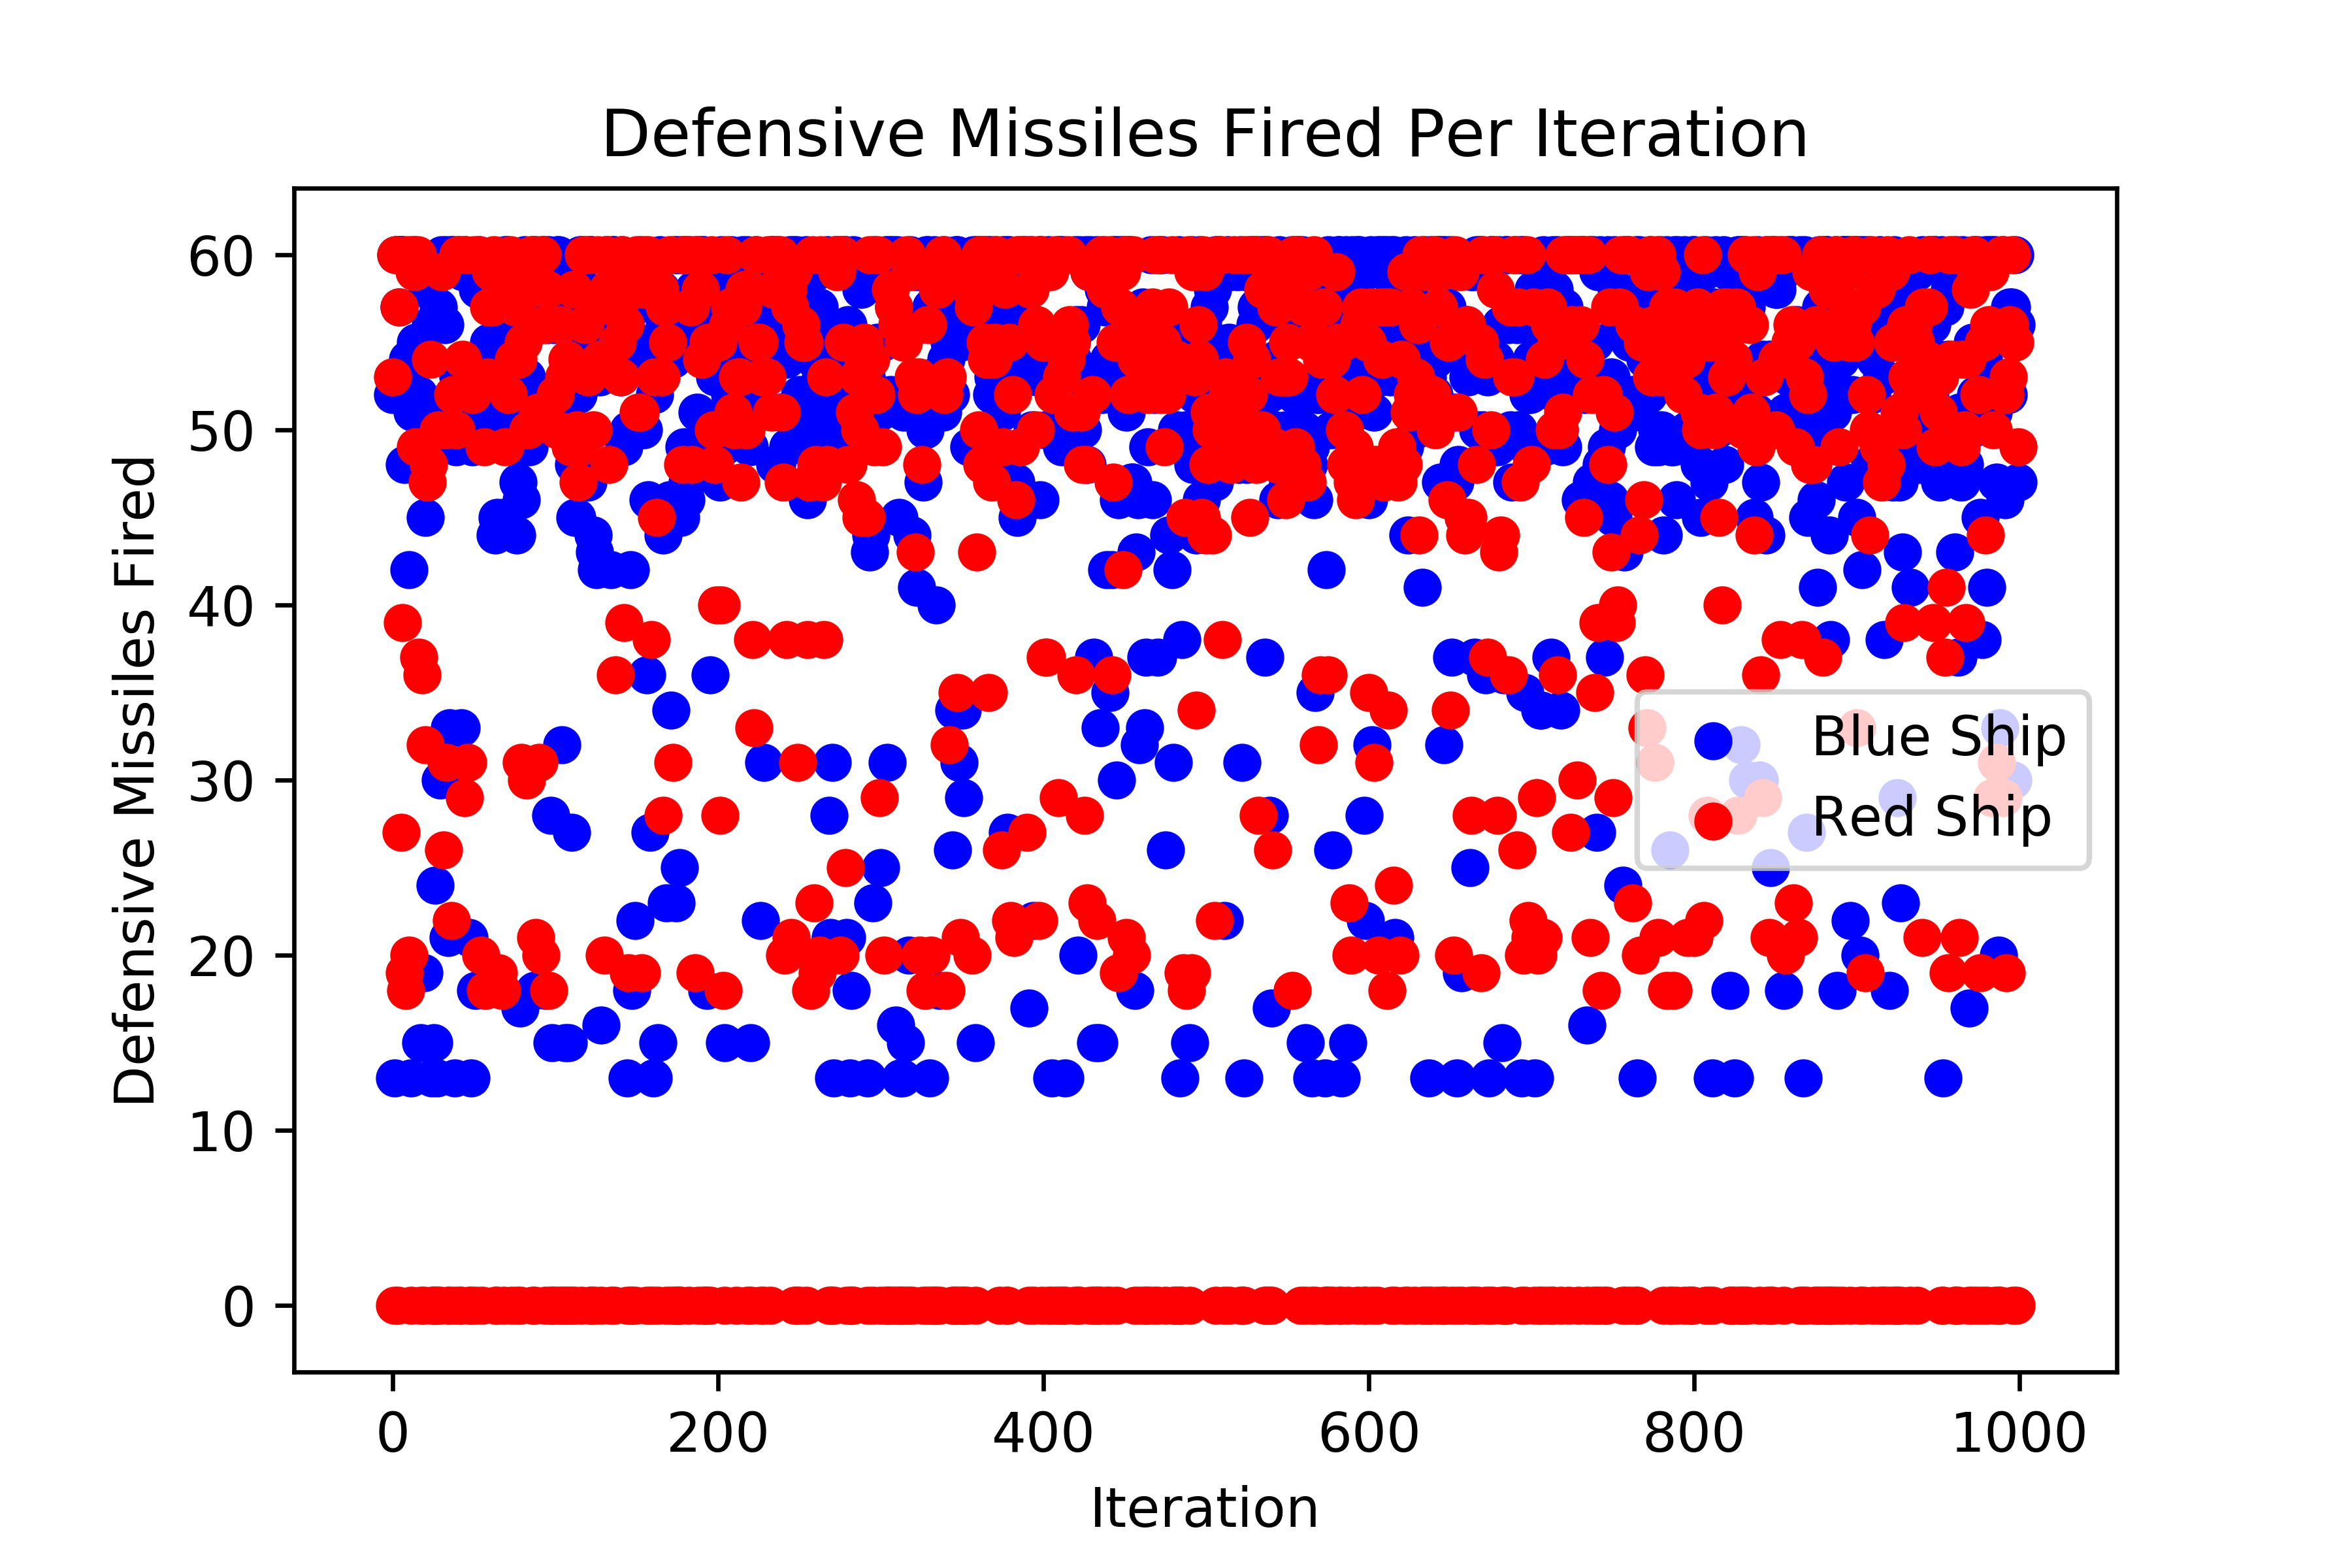 Defensive Missiles Fired Per Iteration
Defensive Missiles Fired
60
50
40
30
20
10
0
Blue Ship
Red Ship
0 200 400 600 800 1000
Iteration